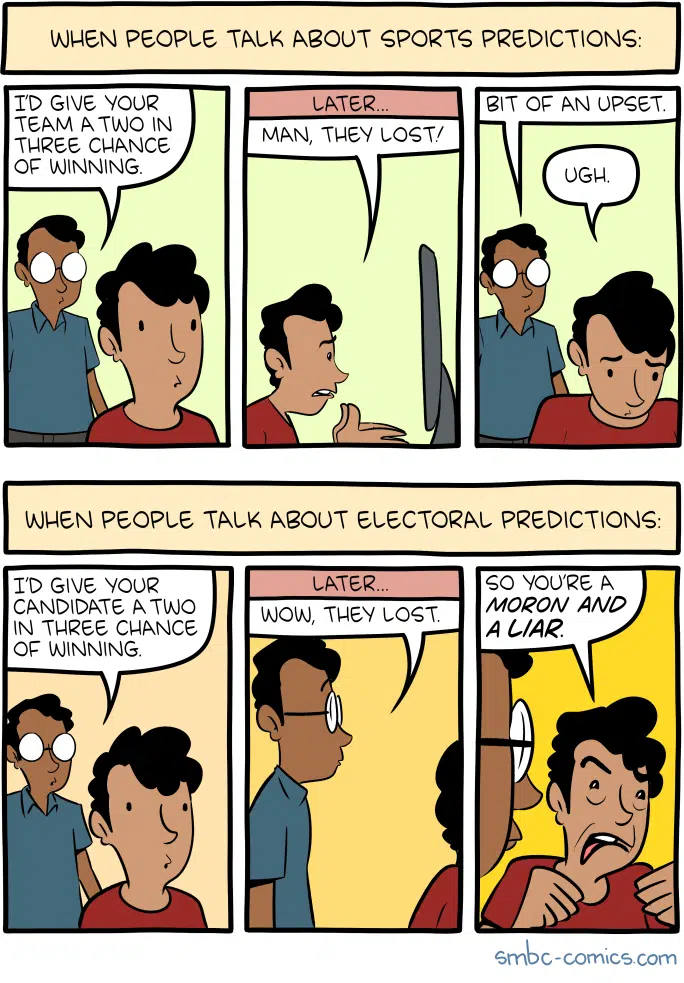 WHEN PEOPLE TALK ABOUT SPORTS PREDICTIONS:
I'D GIVE YOUR
TEAM A TWO IN
THREE CHANCE
OF WINNING.
LATER...
MAN, THEY LOST!
BIT OF AN UPSET.
UGH.
WHEN PEOPLE TALK ABOUT ELECTORAL PREDICTIONS:
I'D GIVE YOUR
CANDIDATE A TWO
IN THREE CHANCE
OF WINNING.
LATER...
WOW, THEY LOST.
SO YOU'RE A
MORON AND
A LIAR.
smbc-comics.com